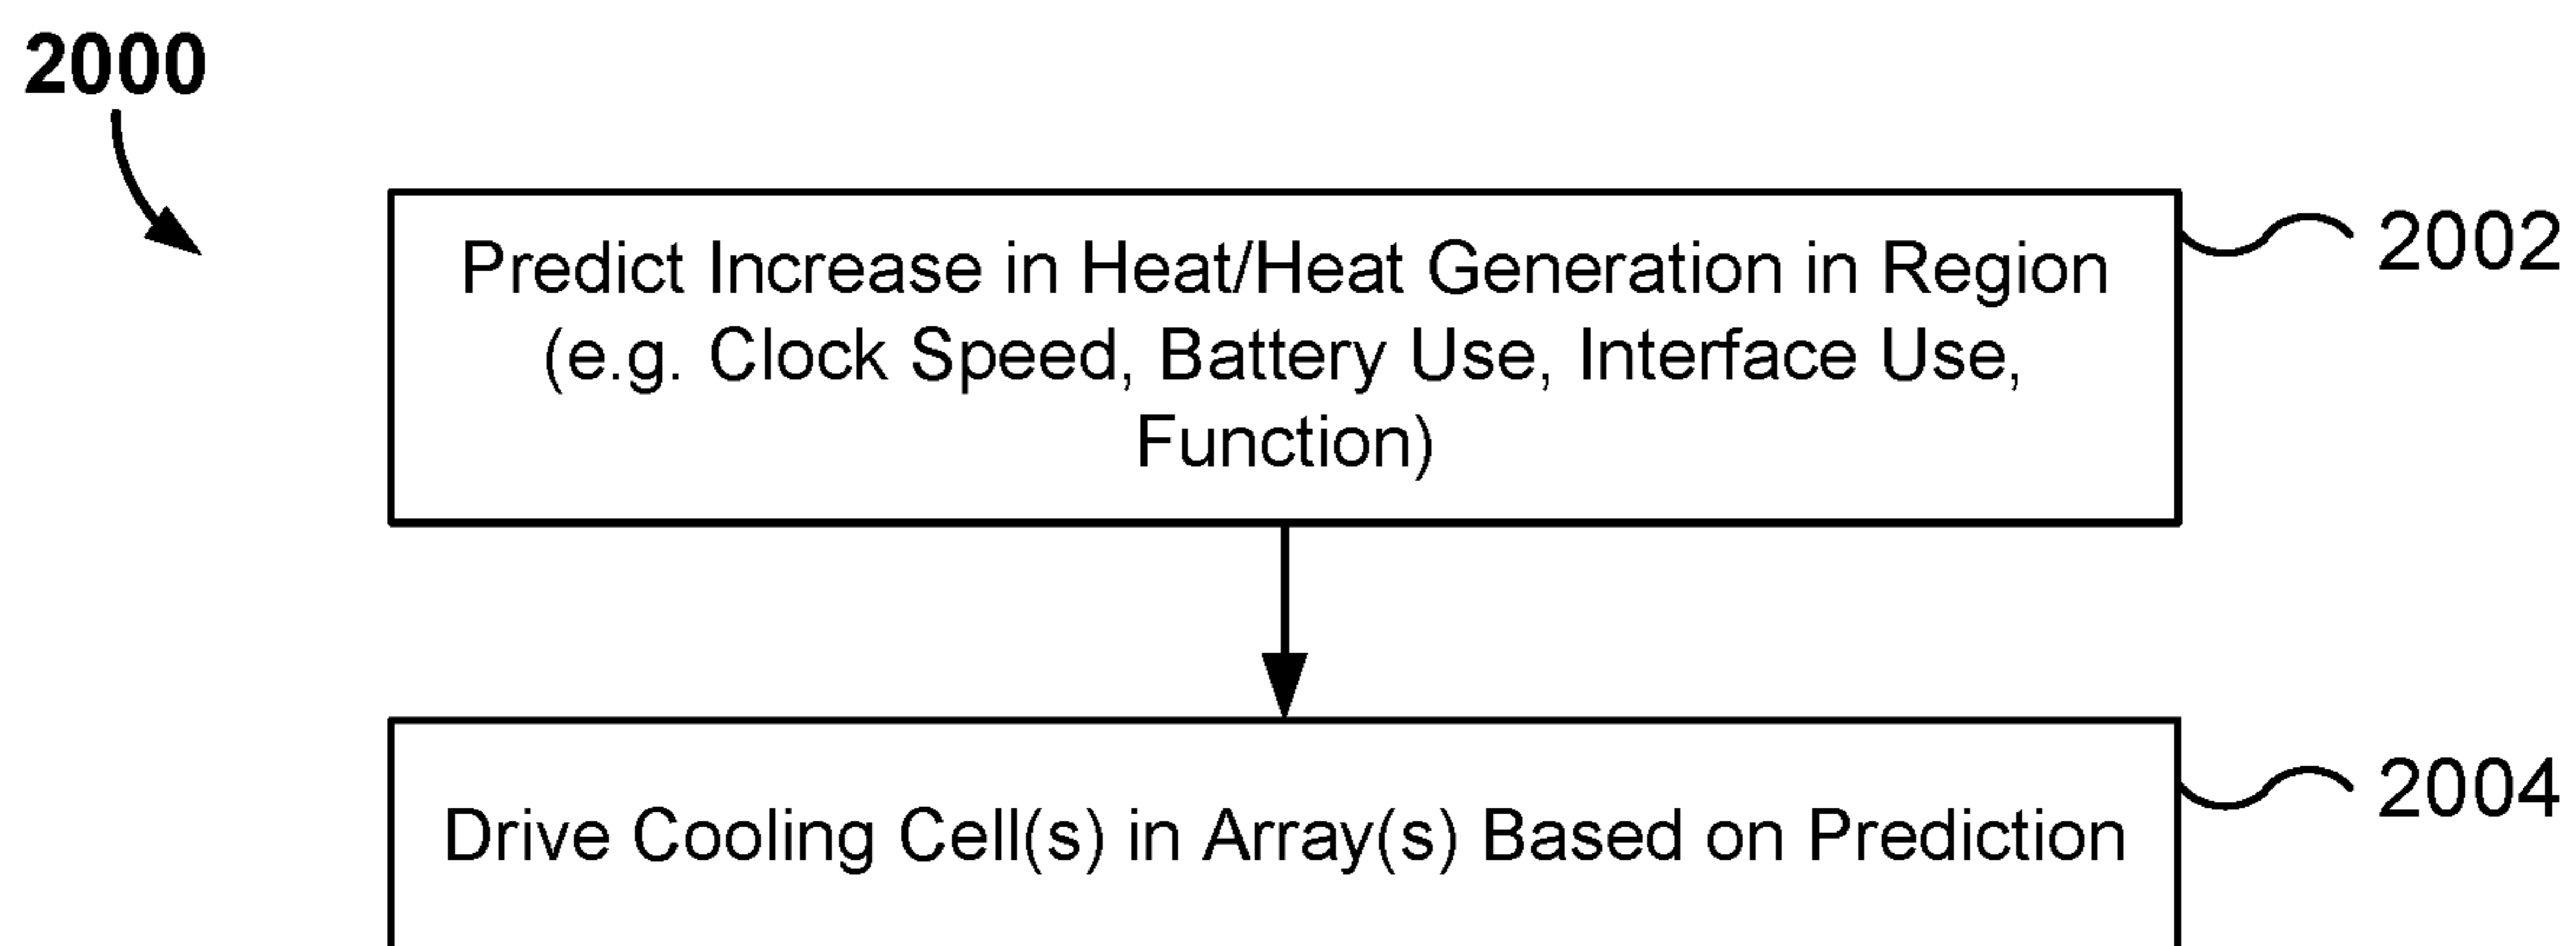 2000
Predict Increase in Heat/Heat Generation in Region
(e.g. Clock Speed, Battery Use, Interface Use,
Function)
2002
Drive Cooling Cell(s) in Array(s) Based on Prediction
2004